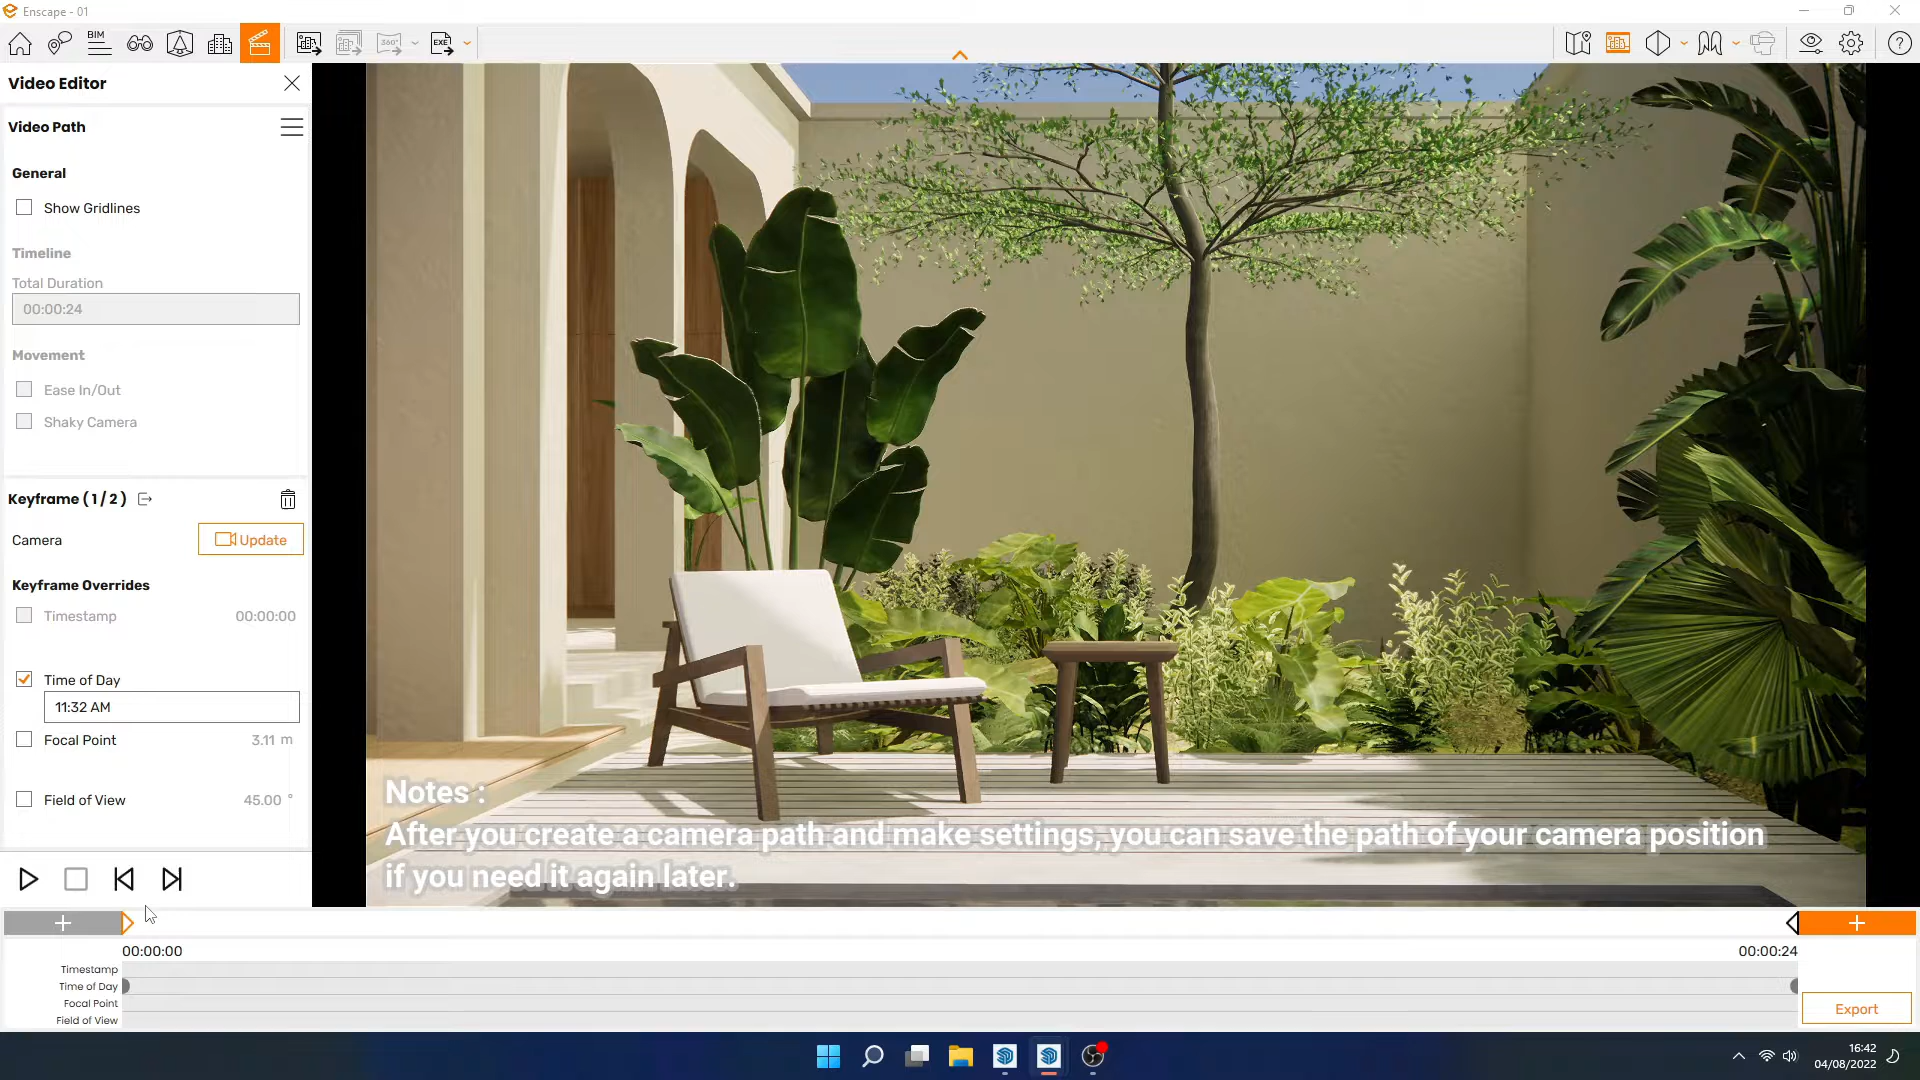 Enscape - 01
BIM
360°
EXE
Video Editor
Video Path
General
Show Gridlines
Timeline
Total Duration
00:00:24
Movement
Ease In/Out
Shaky Camera
Keyframe ( 1 / 2 )
Camera
Update
Keyframe Overrides
Timestamp 00:00:00
Time of Day
11:32 AM
Focal Point 3.11 m
Field of View 45.00 °
Notes :
After you create a camera path and make settings, you can save the path of your camera position
if you need it again later.
00:00:00
00:00:24
Timestamp
Time of Day
Focal Point
Field of View
Export
16:42
04/08/2022